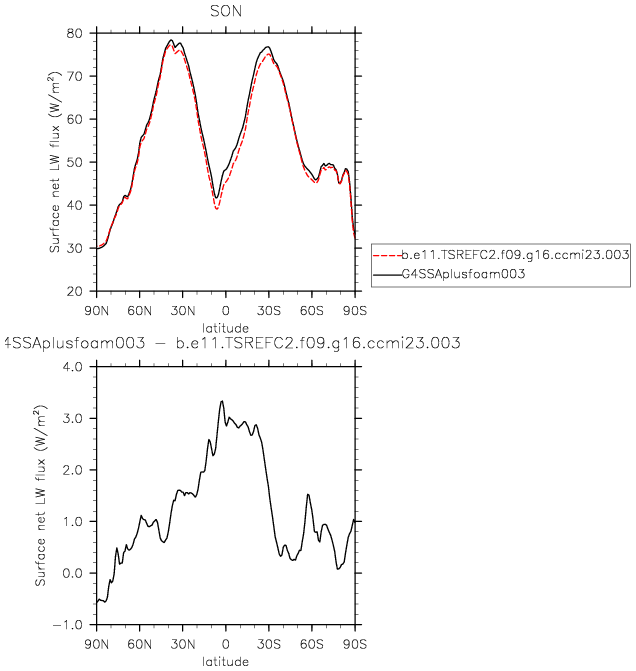 SON
80
70
60
50
40
30
20
Surface net LW flux (W/m²)
90N 60N 30N 0 30S 60S 90S
latitude
b.e11.TSREFC2.f09.g16.ccmi23.003
G4SSAplusfoam003
4SSAplusfoam003 − b.e11.TSREFC2.f09.g16.ccmi23.003
4.0
3.0
2.0
1.0
0.0
−1.0
Surface net LW flux (W/m²)
90N 60N 30N 0 30S 60S 90S
latitude